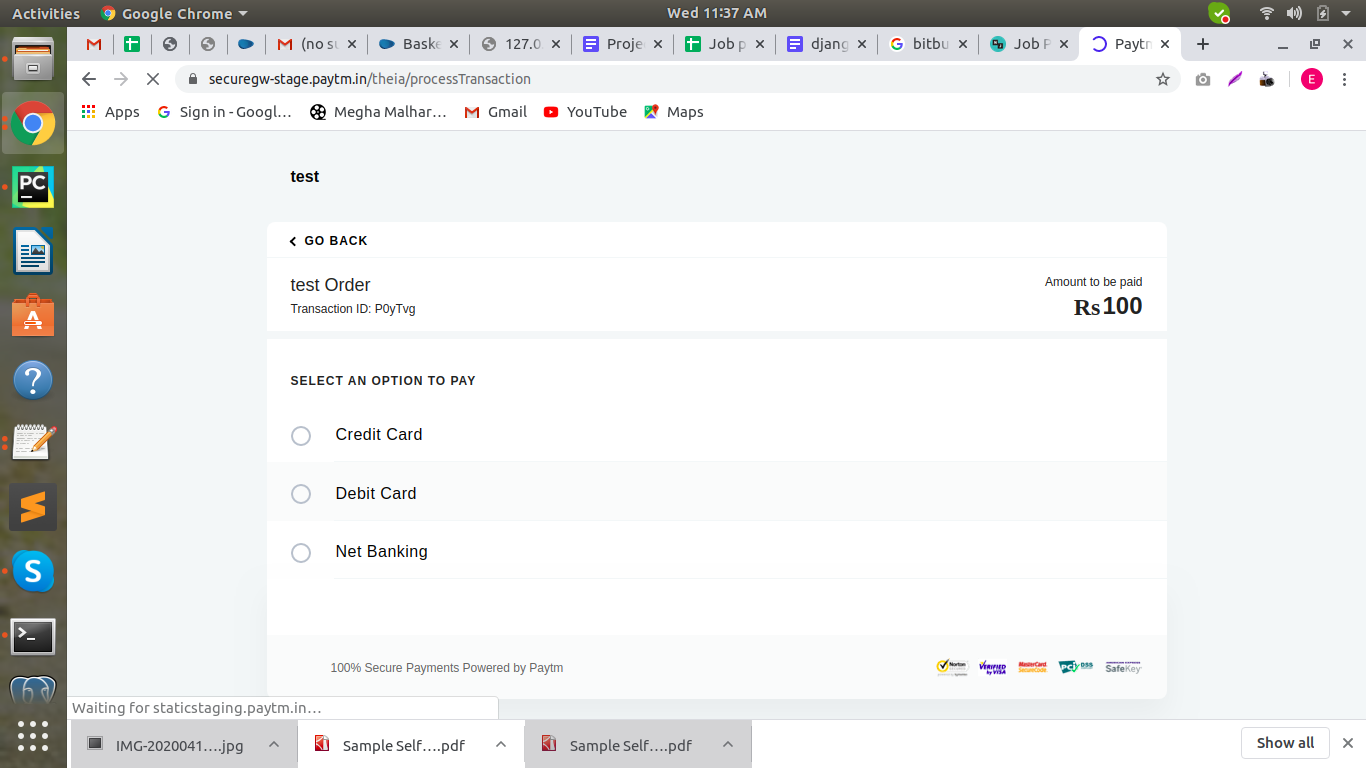 Activities Google Chrome Wed 11:37 AM
(no su Baske 127.0. Proje Job p djang bitbu Job P Paytm
securegw-stage.paytm.in/theia/processTransaction E
Apps Sign in - Googl... Megha Malhar... Gmail YouTube Maps
test
GO BACK
test Order
Transaction ID: P0yTvg
Amount to be paid
Rs 100
SELECT AN OPTION TO PAY
Credit Card
Debit Card
Net Banking
100% Secure Payments Powered by Paytm
Norton VERIFIED by VISA MasterCard. SecureCode. PCI DSS SafeKey
Waiting for staticstaging.paytm.in...
IMG-2020041....jpg Sample Self....pdf Sample Self....pdf Show all